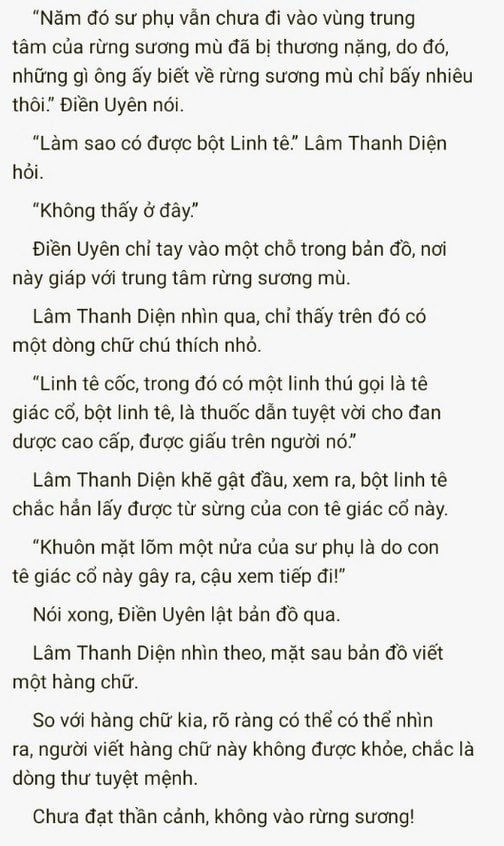 “Năm đó sư phụ vẫn chưa đi vào vùng trung
tâm của rừng sương mù đã bị thương nặng, do đó,
những gì ông ấy biết về rừng sương mù chỉ bấy nhiêu
thôi.” Điền Uyên nói.
“Làm sao có được bột Linh tê.” Lâm Thanh Diện
hỏi.
“Không thấy ở đây.”
Điền Uyên chỉ tay vào một chỗ trong bản đồ, nơi
này giáp với trung tâm rừng sương mù.
Lâm Thanh Diện nhìn qua, chỉ thấy trên đó có
một dòng chữ chú thích nhỏ.
“Linh tê cốc, trong đó có một linh thú gọi là tê
giác cổ, bột linh tê, là thuốc dẫn tuyệt vời cho đan
dược cao cấp, được giấu trên người nó.”
Lâm Thanh Diện khẽ gật đầu, xem ra, bột linh tê
chắc hẳn lấy được từ sừng của con tê giác cổ này.
“Khuôn mặt lõm một nửa của sư phụ là do con
tê giác cổ này gây ra, cậu xem tiếp đi!”
Nói xong, Điền Uyên lật bản đồ qua.
Lâm Thanh Diện nhìn theo, mặt sau bản đồ viết
một hàng chữ.
So với hàng chữ kia, rõ ràng có thể có thể nhìn
ra, người viết hàng chữ này không được khỏe, chắc là
dòng thư tuyệt mệnh.
Chưa đạt thần cảnh, không vào rừng sương!